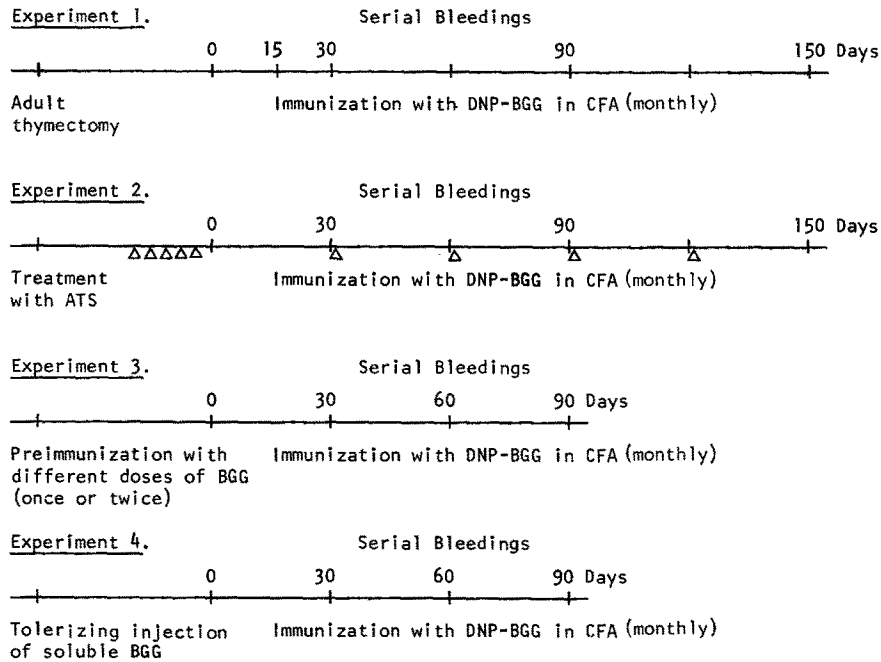 Experiment 1. Serial Bleedings
0 15 30 90 150 Days
Adult Immunization with DNP-BGG in CFA (monthly)
thymectomy
Experiment 2. Serial Bleedings
0 30 90 150 Days
Treatment Immunization with DNP-BGG in CFA (monthly)
with ATS
Experiment 3. Serial Bleedings
0 30 60 90 Days
Preimmunization with Immunization with DNP-BGG in CFA (monthly)
different doses of BGG
(once or twice)
Experiment 4. Serial Bleedings
0 30 60 90 Days
Tolerizing injection Immunization with DNP-BGG in CFA (monthly)
of soluble BGG